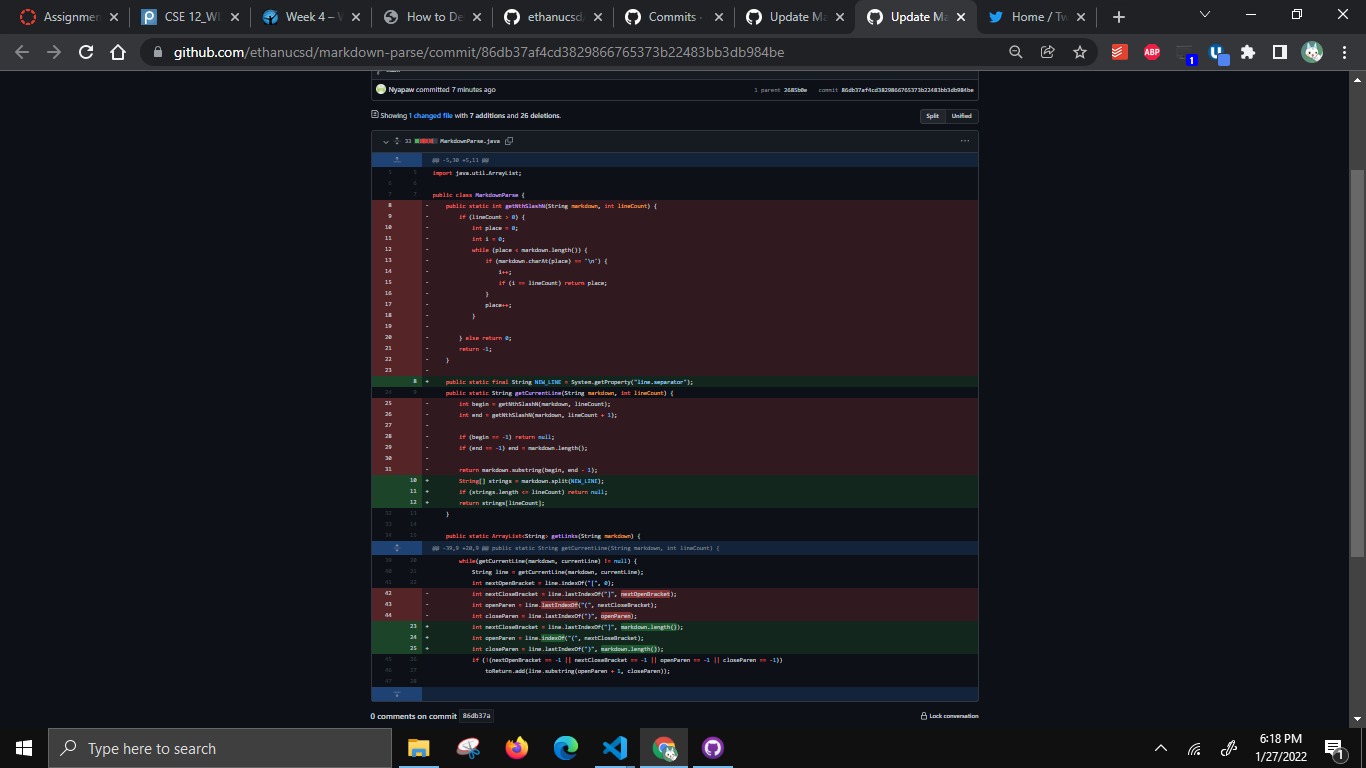 Assignmen
CSE 12_WI
Week 4 – W
How to De
ethanucsd/
Commits ·
Update Ma
Update Ma
Home / Tw
github.com/ethanucsd/markdown-parse/commit/86db37af4cd3829866765373b22483bb3db984be
ABP
1
Nyapaw committed 7 minutes ago
1 parent 2685b0e commit 86db37af4cd3829866765373b22483bb3db984be
Showing 1 changed file with 7 additions and 26 deletions.
Split Unified
33 MarkdownParse.java
@@ -5,30 +5,11 @@
5 5 import java.util.ArrayList;
6 6
7 7 public class MarkdownParse {
8 - public static int getNthSlashN(String markdown, int lineCount) {
9 - if (lineCount > 0) {
10 - int place = 0;
11 - int i = 0;
12 - while (place < markdown.length()) {
13 - if (markdown.charAt(place) == '\n') {
14 - i++;
15 - if (i == lineCount) return place;
16 - }
17 - place++;
18 - }
19 -
20 - } else return 0;
21 - return -1;
22 - }
23 -
8 + public static final String NEW_LINE = System.getProperty("line.separator");
24 9 public static String getCurrentLine(String markdown, int lineCount) {
25 - int begin = getNthSlashN(markdown, lineCount);
26 - int end = getNthSlashN(markdown, lineCount + 1);
27 -
28 - if (begin == -1) return null;
29 - if (end == -1) end = markdown.length();
30 -
31 - return markdown.substring(begin, end - 1);
10 + String[] strings = markdown.split(NEW_LINE);
11 + if (strings.length <= lineCount) return null;
12 + return strings[lineCount];
32 13 }
33 14
34 15 public static ArrayList<String> getLinks(String markdown) {
@@ -39,9 +20,9 @@ public static String getCurrentLine(String markdown, int lineCount) {
39 20 while(getCurrentLine(markdown, currentLine) != null) {
40 21 String line = getCurrentLine(markdown, currentLine);
41 22 int nextOpenBracket = line.indexOf("[", 0);
42 - int nextCloseBracket = line.lastIndexOf("]", nextOpenBracket);
43 - int openParen = line.lastIndexOf("(", nextCloseBracket);
44 - int closeParen = line.lastIndexOf(")", openParen);
23 + int nextCloseBracket = line.lastIndexOf("]", markdown.length());
24 + int openParen = line.indexOf("(", nextCloseBracket);
25 + int closeParen = line.lastIndexOf(")", markdown.length());
45 26 if (!(nextOpenBracket == -1 || nextCloseBracket == -1 || openParen == -1 || closeParen == -1))
46 27 toReturn.add(line.substring(openParen + 1, closeParen));
47 28
0 comments on commit 86db37a
Lock conversation
Type here to search
6:18 PM
1/27/2022
1